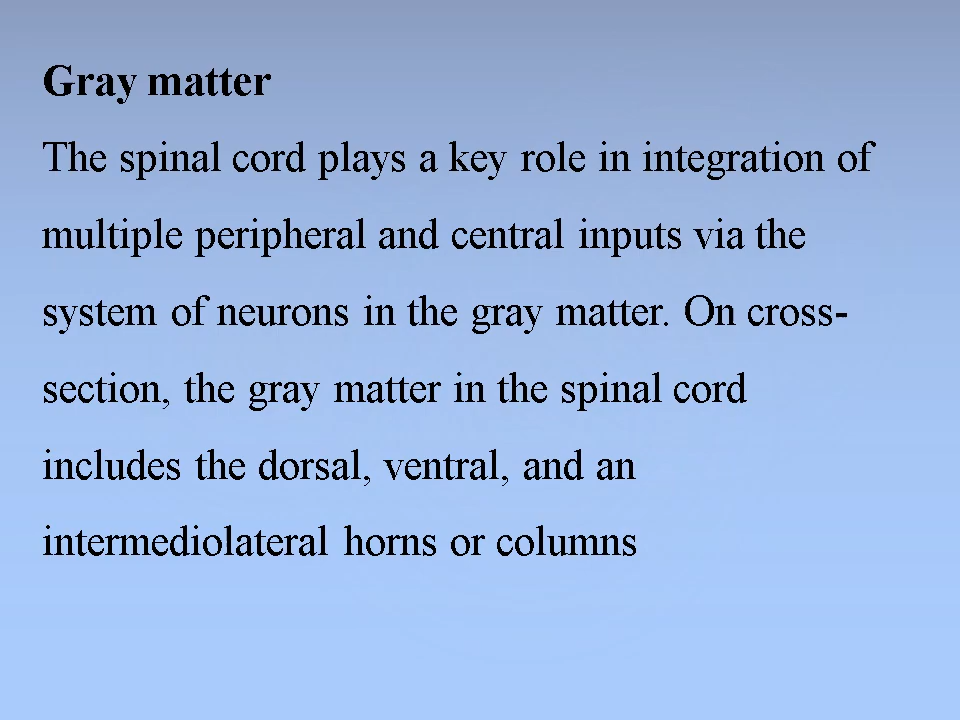 Gray matter
The spinal cord plays a key role in integration of
multiple peripheral and central inputs via the
system of neurons in the gray matter. On cross-
section, the gray matter in the spinal cord
includes the dorsal, ventral, and an
intermediolateral horns or columns